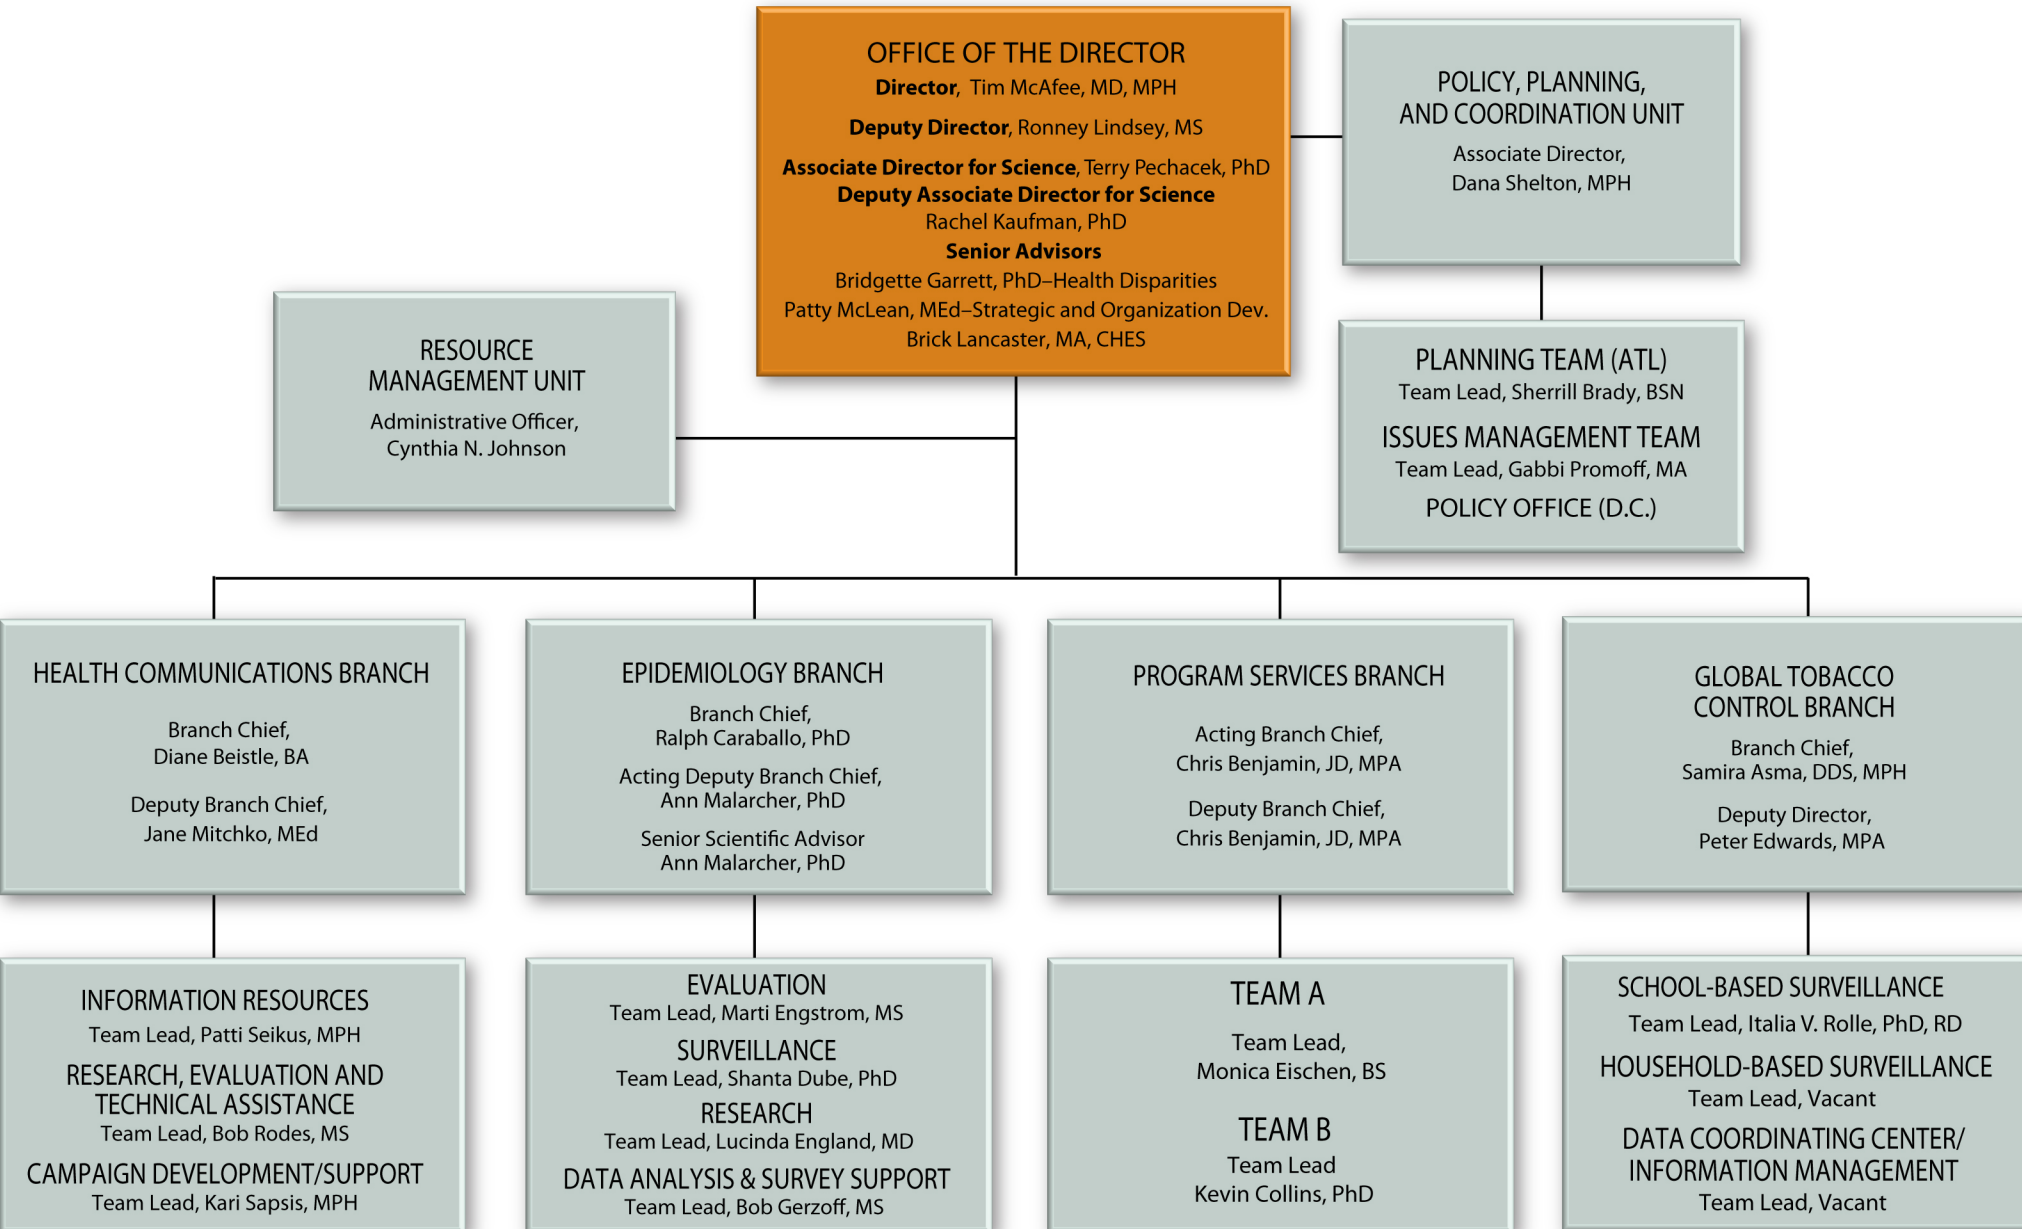 OFFICE OF THE DIRECTOR
Director, Tim McAfee, MD, MPH
Deputy Director, Ronney Lindsey, MS
Associate Director for Science, Terry Pechacek, PhD
Deputy Associate Director for Science
Rachel Kaufman, PhD
Senior Advisors
Bridgette Garrett, PhD–Health Disparities
Patty McLean, MEd–Strategic and Organization Dev.
Brick Lancaster, MA, CHES
POLICY, PLANNING,
AND COORDINATION UNIT
Associate Director,
Dana Shelton, MPH
RESOURCE
MANAGEMENT UNIT
Administrative Officer,
Cynthia N. Johnson
PLANNING TEAM (ATL)
Team Lead, Sherrill Brady, BSN
ISSUES MANAGEMENT TEAM
Team Lead, Gabbi Promoff, MA
POLICY OFFICE (D.C.)
HEALTH COMMUNICATIONS BRANCH
Branch Chief,
Diane Beistle, BA
Deputy Branch Chief,
Jane Mitchko, MEd
EPIDEMIOLOGY BRANCH
Branch Chief,
Ralph Caraballo, PhD
Acting Deputy Branch Chief,
Ann Malarcher, PhD
Senior Scientific Advisor
Ann Malarcher, PhD
PROGRAM SERVICES BRANCH
Acting Branch Chief,
Chris Benjamin, JD, MPA
Deputy Branch Chief,
Chris Benjamin, JD, MPA
GLOBAL TOBACCO
CONTROL BRANCH
Branch Chief,
Samira Asma, DDS, MPH
Deputy Director,
Peter Edwards, MPA
INFORMATION RESOURCES
Team Lead, Patti Seikus, MPH
RESEARCH, EVALUATION AND
TECHNICAL ASSISTANCE
Team Lead, Bob Rodes, MS
CAMPAIGN DEVELOPMENT/SUPPORT
Team Lead, Kari Sapsis, MPH
EVALUATION
Team Lead, Marti Engstrom, MS
SURVEILLANCE
Team Lead, Shanta Dube, PhD
RESEARCH
Team Lead, Lucinda England, MD
DATA ANALYSIS & SURVEY SUPPORT
Team Lead, Bob Gerzoff, MS
TEAM A
Team Lead,
Monica Eischen, BS
TEAM B
Team Lead
Kevin Collins, PhD
SCHOOL-BASED SURVEILLANCE
Team Lead, Italia V. Rolle, PhD, RD
HOUSEHOLD-BASED SURVEILLANCE
Team Lead, Vacant
DATA COORDINATING CENTER/
INFORMATION MANAGEMENT
Team Lead, Vacant